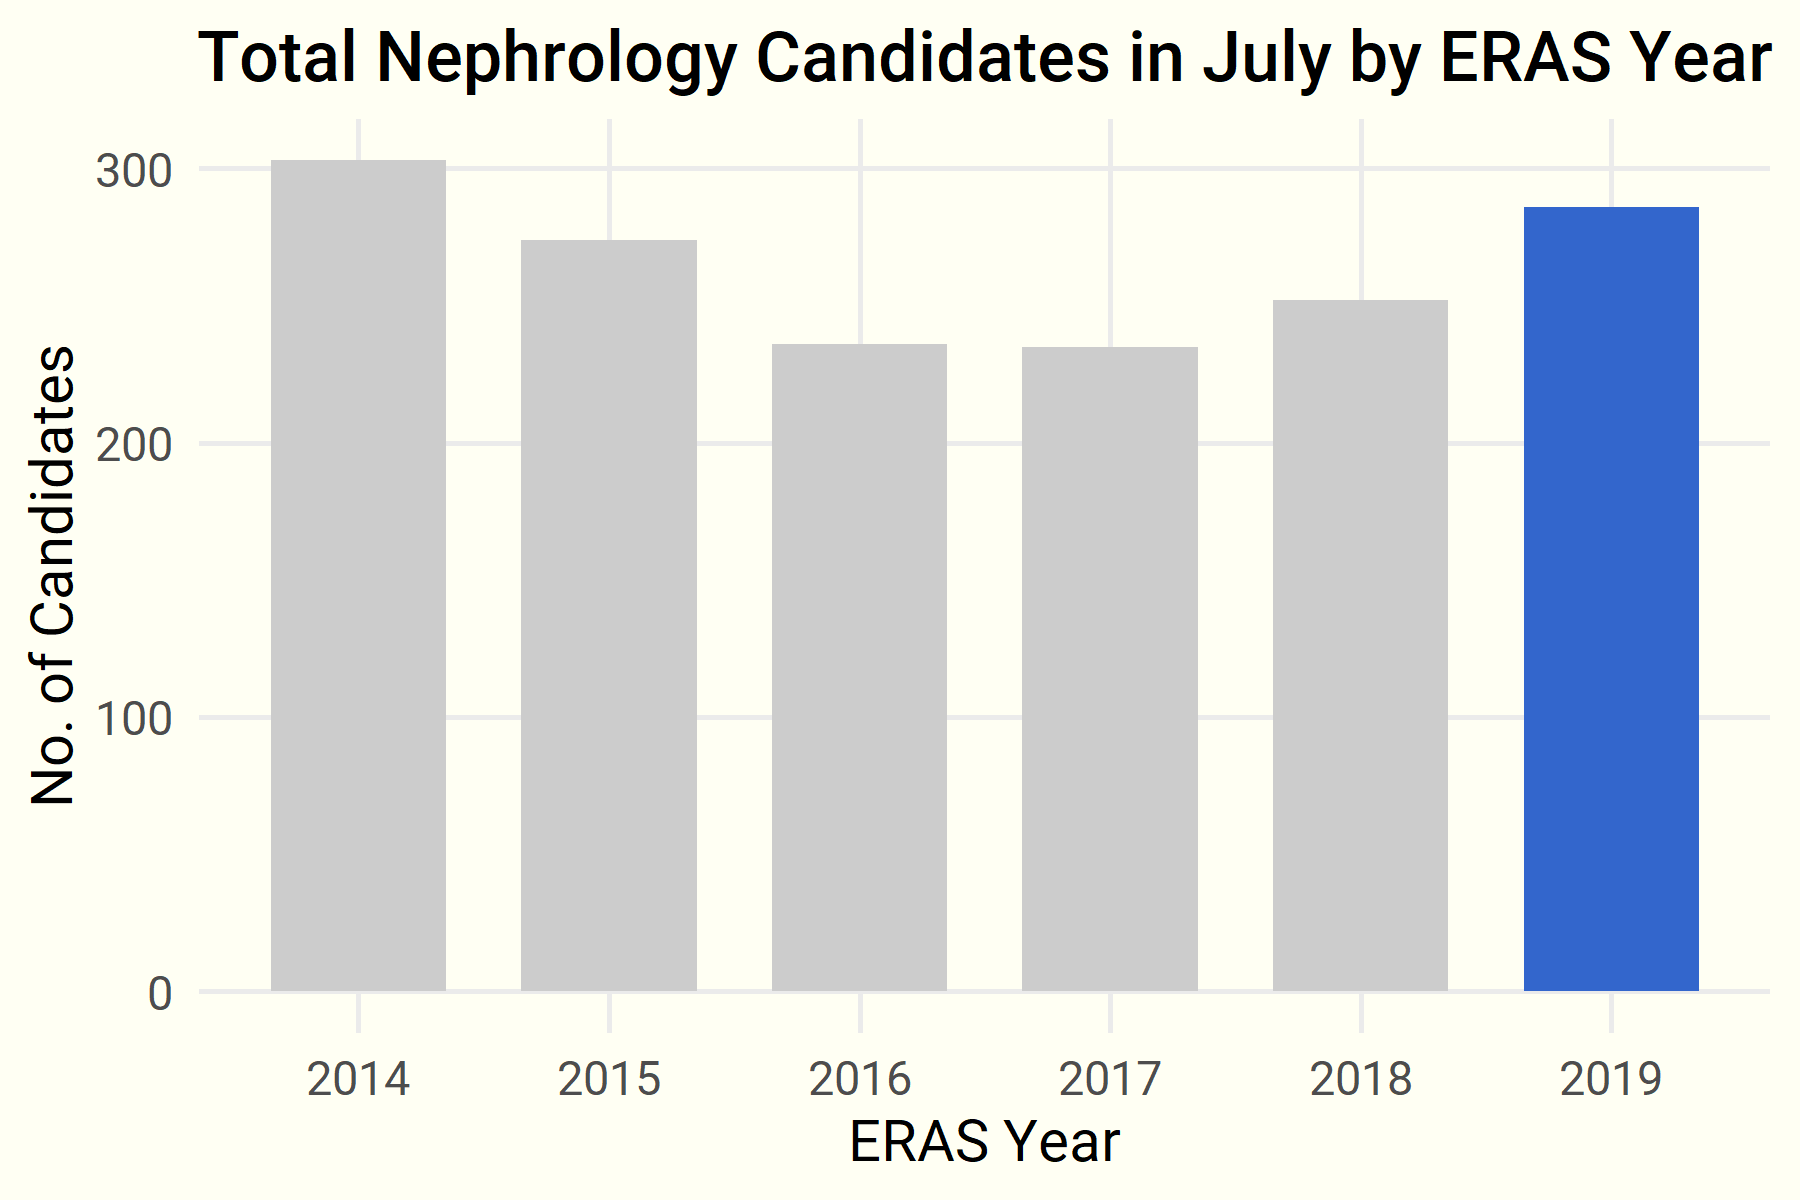 Total Nephrology Candidates in July by ERAS Year
No. of Candidates
300
200
100
0
2014 2015 2016 2017 2018 2019
ERAS Year